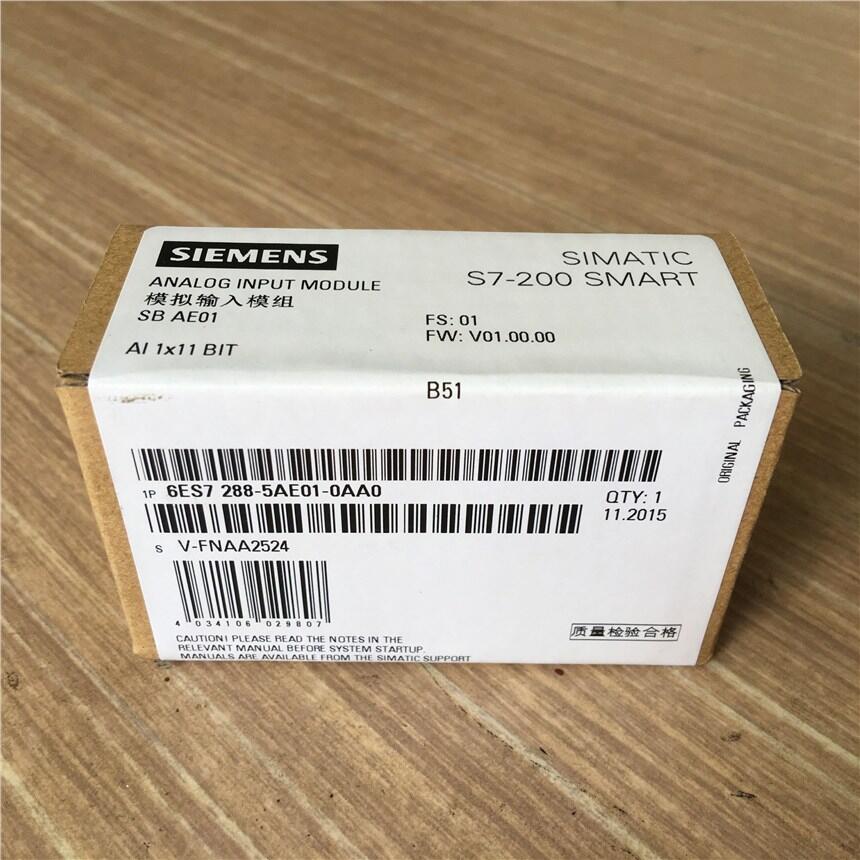 SIEMENS
SIMATIC
S7-200 SMART
ANALOG INPUT MODULE
模拟输入模组
SB AE01
FS: 01
FW: V01.00.00
AI 1x11 BIT
B51
ORIGINAL PACKAGING
1P 6ES7 288-5AE01-0AA0
QTY: 1
11.2015
S V-FNAA2524
4 034106 029807
质量检验合格
CAUTION! PLEASE READ THE NOTES IN THE
RELEVANT MANUAL BEFORE SYSTEM STARTUP.
MANUALS ARE AVAILABLE FROM THE SIMATIC SUPPORT